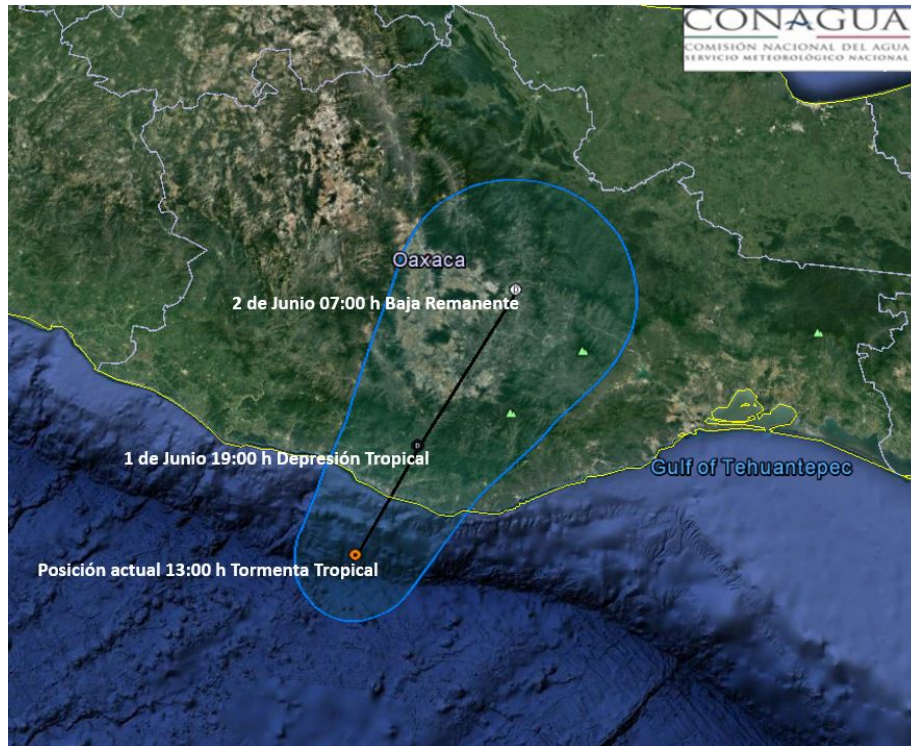 CONAGUA
COMISIÓN NACIONAL DEL AGUA
SERVICIO METEOROLÓGICO NACIONAL
Oaxaca
2 de Junio 07:00 h Baja Remanente
1 de Junio 19:00 h Depresión Tropical
Gulf of Tehuantepec
Posición actual 13:00 h Tormenta Tropical